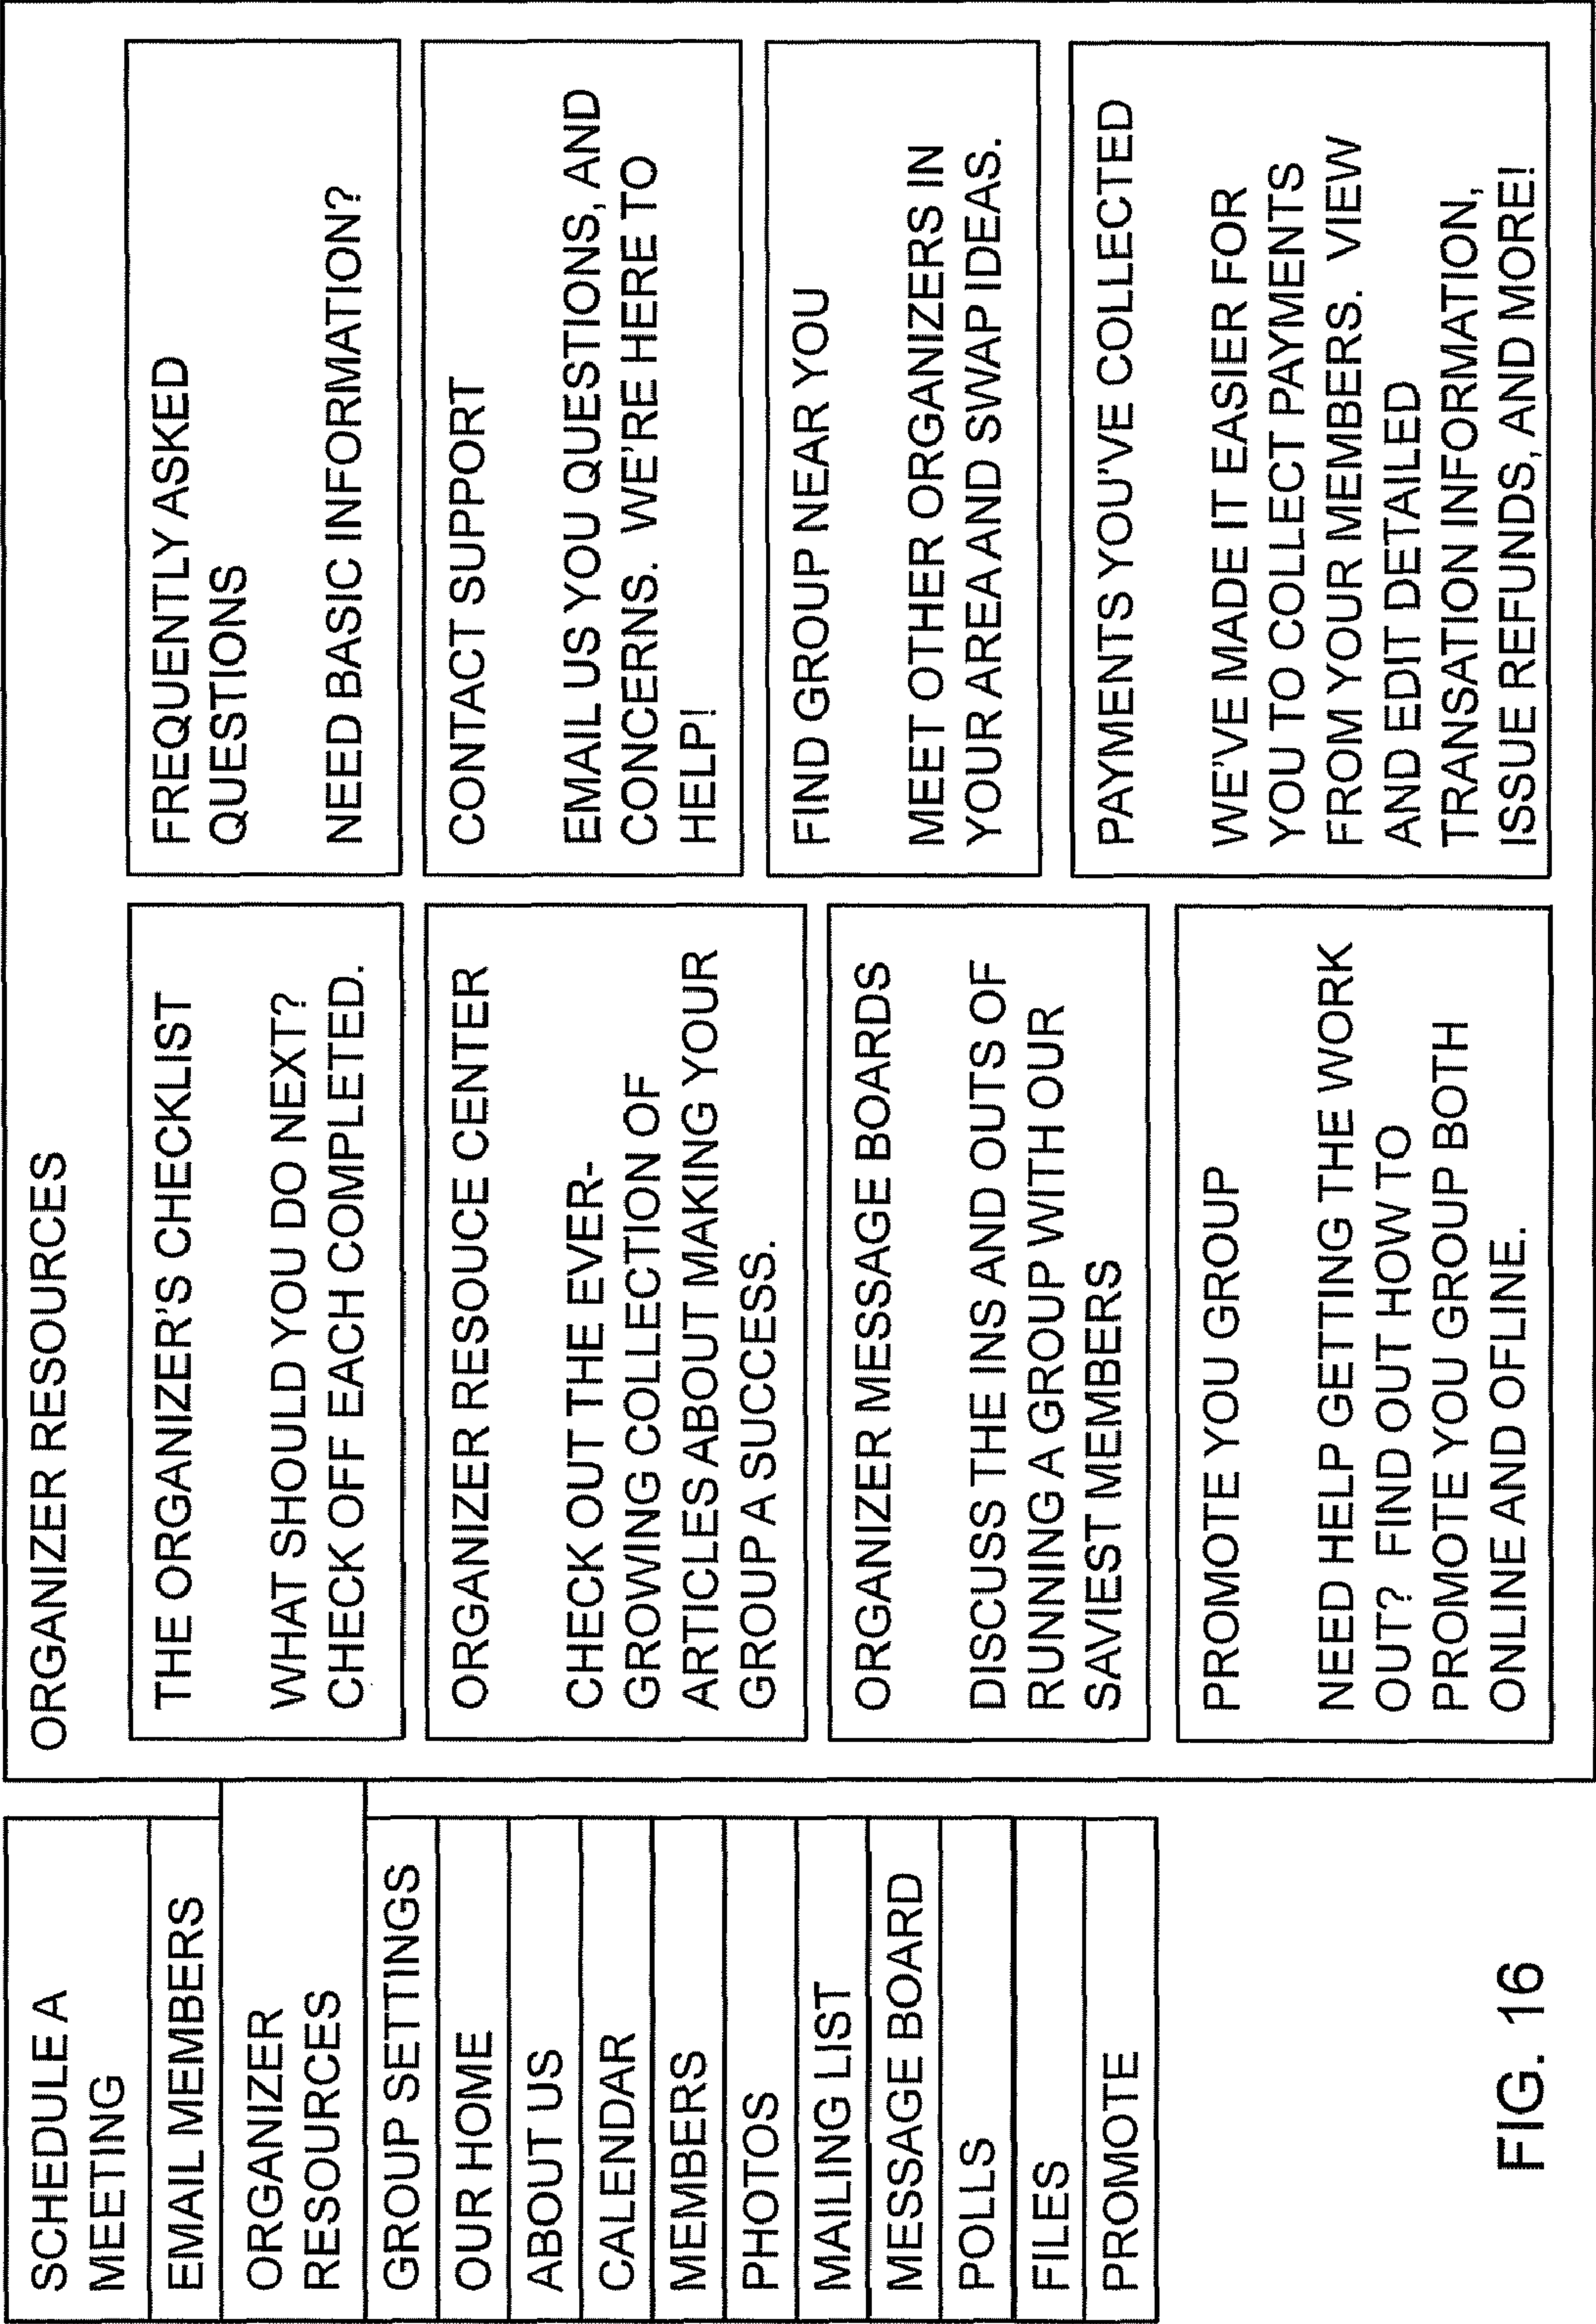 SCHEDULE A
MEETING
EMAIL MEMBERS
ORGANIZER
RESOURCES
GROUP SETTINGS
OUR HOME
ABOUT US
CALENDAR
MEMBERS
PHOTOS
MAILING LIST
MESSAGE BOARD
POLLS
FILES
PROMOTE
ORGANIZER RESOURCES
THE ORGANIZER'S CHECKLIST
WHAT SHOULD YOU DO NEXT?
CHECK OFF EACH COMPLETED.
ORGANIZER RESOUCE CENTER
CHECK OUT THE EVER-
GROWING COLLECTION OF
ARTICLES ABOUT MAKING YOUR
GROUP A SUCCESS.
ORGANIZER MESSAGE BOARDS
DISCUSS THE INS AND OUTS OF
RUNNING A GROUP WITH OUR
SAVIEST MEMBERS
PROMOTE YOU GROUP
NEED HELP GETTING THE WORK
OUT? FIND OUT HOW TO
PROMOTE YOU GROUP BOTH
ONLINE AND OFLINE.
FREQUENTLY ASKED
QUESTIONS
NEED BASIC INFORMATION?
CONTACT SUPPORT
EMAIL US YOU QUESTIONS, AND
CONCERNS. WE'RE HERE TO
HELP!
FIND GROUP NEAR YOU
MEET OTHER ORGANIZERS IN
YOUR AREA AND SWAP IDEAS.
PAYMENTS YOU'VE COLLECTED
WE'VE MADE IT EASIER FOR
YOU TO COLLECT PAYMENTS
FROM YOUR MEMBERS. VIEW
AND EDIT DETAILED
TRANSATION INFORMATION,
ISSUE REFUNDS, AND MORE!
FIG. 16